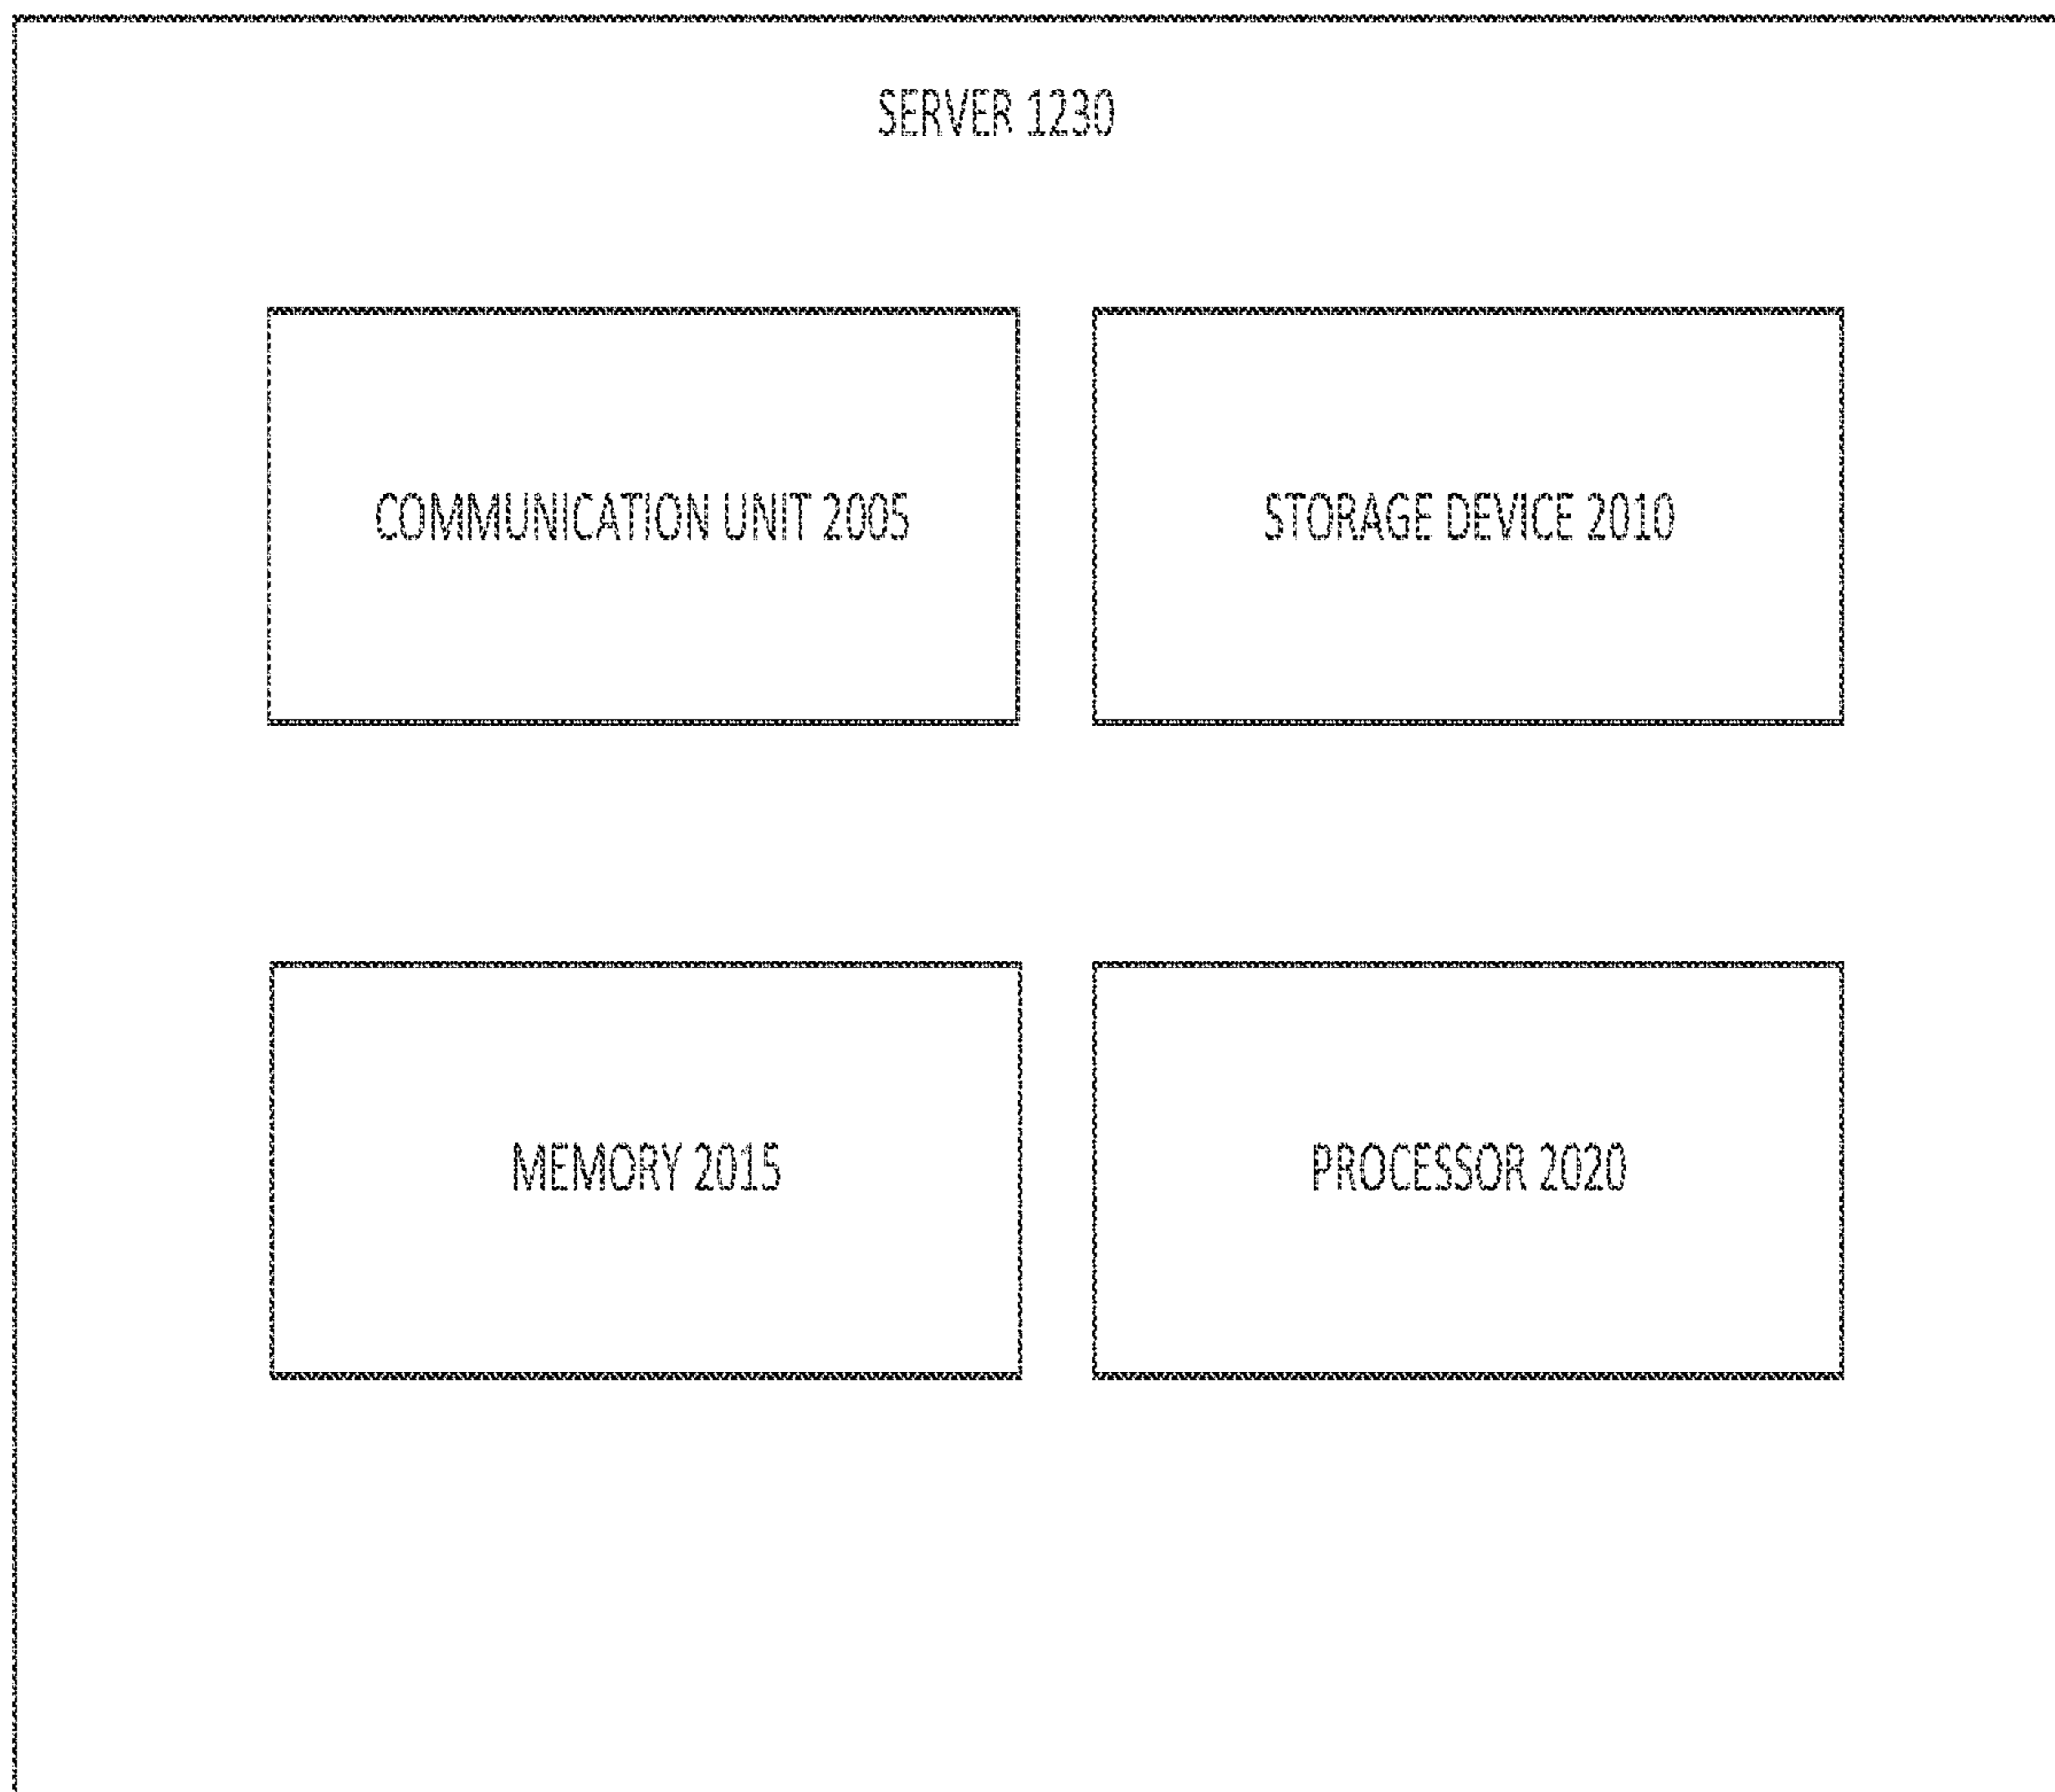 SERVER 1230
COMMUNICATION UNIT 2005
STORAGE DEVICE 2010
MEMORY 2015
PROCESSOR 2020